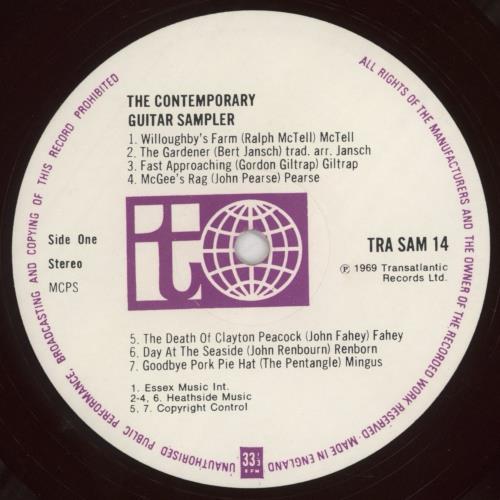 THE CONTEMPORARY
GUITAR SAMPLER
1. Willoughby's Farm (Ralph McTell) McTell
2. The Gardener (Bert Jansch) trad. arr. Jansch
3. Fast Approaching (Gordon Giltrap) Giltrap
4. McGee's Rag (John Pearse) Pearse
Side One
Stereo
MCPS
to
TRA SAM 14
℗ 1969 Transatlantic
Records Ltd.
5. The Death Of Clayton Peacock (John Fahey) Fahey
6. Day At The Seaside (John Renbourn) Renborn
7. Goodbye Pork Pie Hat (The Pentangle) Mingus
1. Essex Music Int.
2-4, 6. Heathside Music
5, 7. Copyright Control
33 1/3
RPM
ALL RIGHTS OF THE MANUFACTURERS AND THE OWNER OF THE RECORDED WORK RESERVED · MADE IN ENGLAND
UNAUTHORISED PUBLIC PERFORMANCE, BROADCASTING AND COPYING OF THIS RECORD PROHIBITED